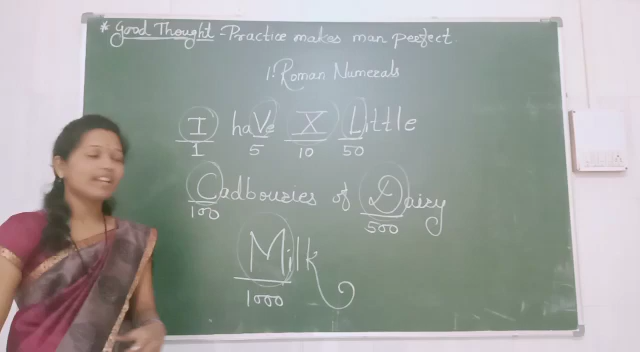 * Good Thought - Practice makes man perfect.
1. Roman Numerals
I haVe X Little
1 5 10 50
Cadbouries of Dairy
100 500
Milk
1000